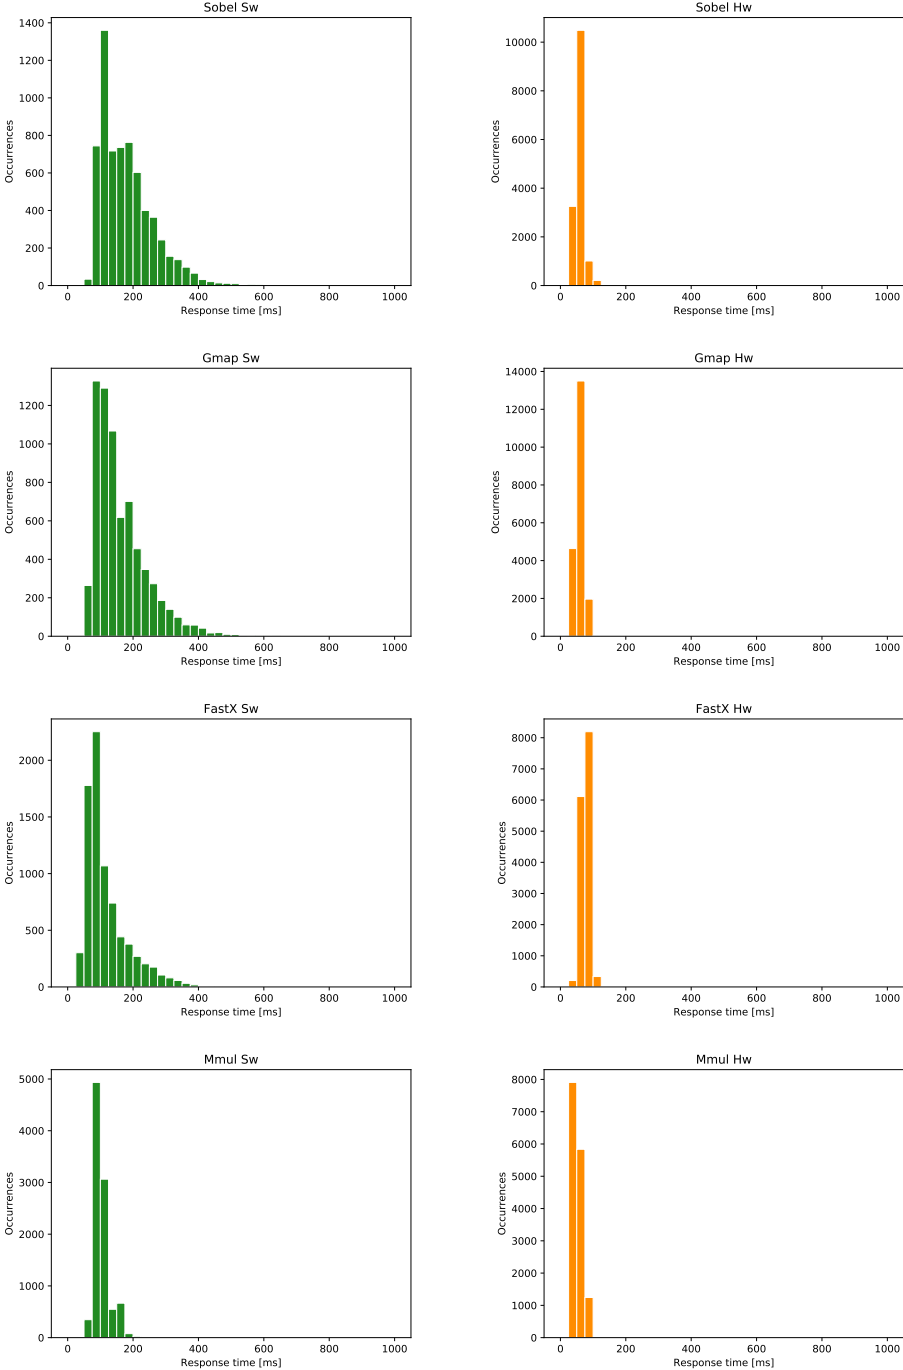 Sobel Sw
Occurrences
1400
1200
1000
800
600
400
200
0
0 200 400 600 800 1000
Response time [ms]
Sobel Hw
Occurrences
10000
8000
6000
4000
2000
0
0 200 400 600 800 1000
Response time [ms]
Gmap Sw
Occurrences
1200
1000
800
600
400
200
0
0 200 400 600 800 1000
Response time [ms]
Gmap Hw
Occurrences
14000
12000
10000
8000
6000
4000
2000
0
0 200 400 600 800 1000
Response time [ms]
FastX Sw
Occurrences
2000
1500
1000
500
0
0 200 400 600 800 1000
Response time [ms]
FastX Hw
Occurrences
8000
7000
6000
5000
4000
3000
2000
1000
0
0 200 400 600 800 1000
Response time [ms]
Mmul Sw
Occurrences
5000
4000
3000
2000
1000
0
0 200 400 600 800 1000
Response time [ms]
Mmul Hw
Occurrences
8000
7000
6000
5000
4000
3000
2000
1000
0
0 200 400 600 800 1000
Response time [ms]